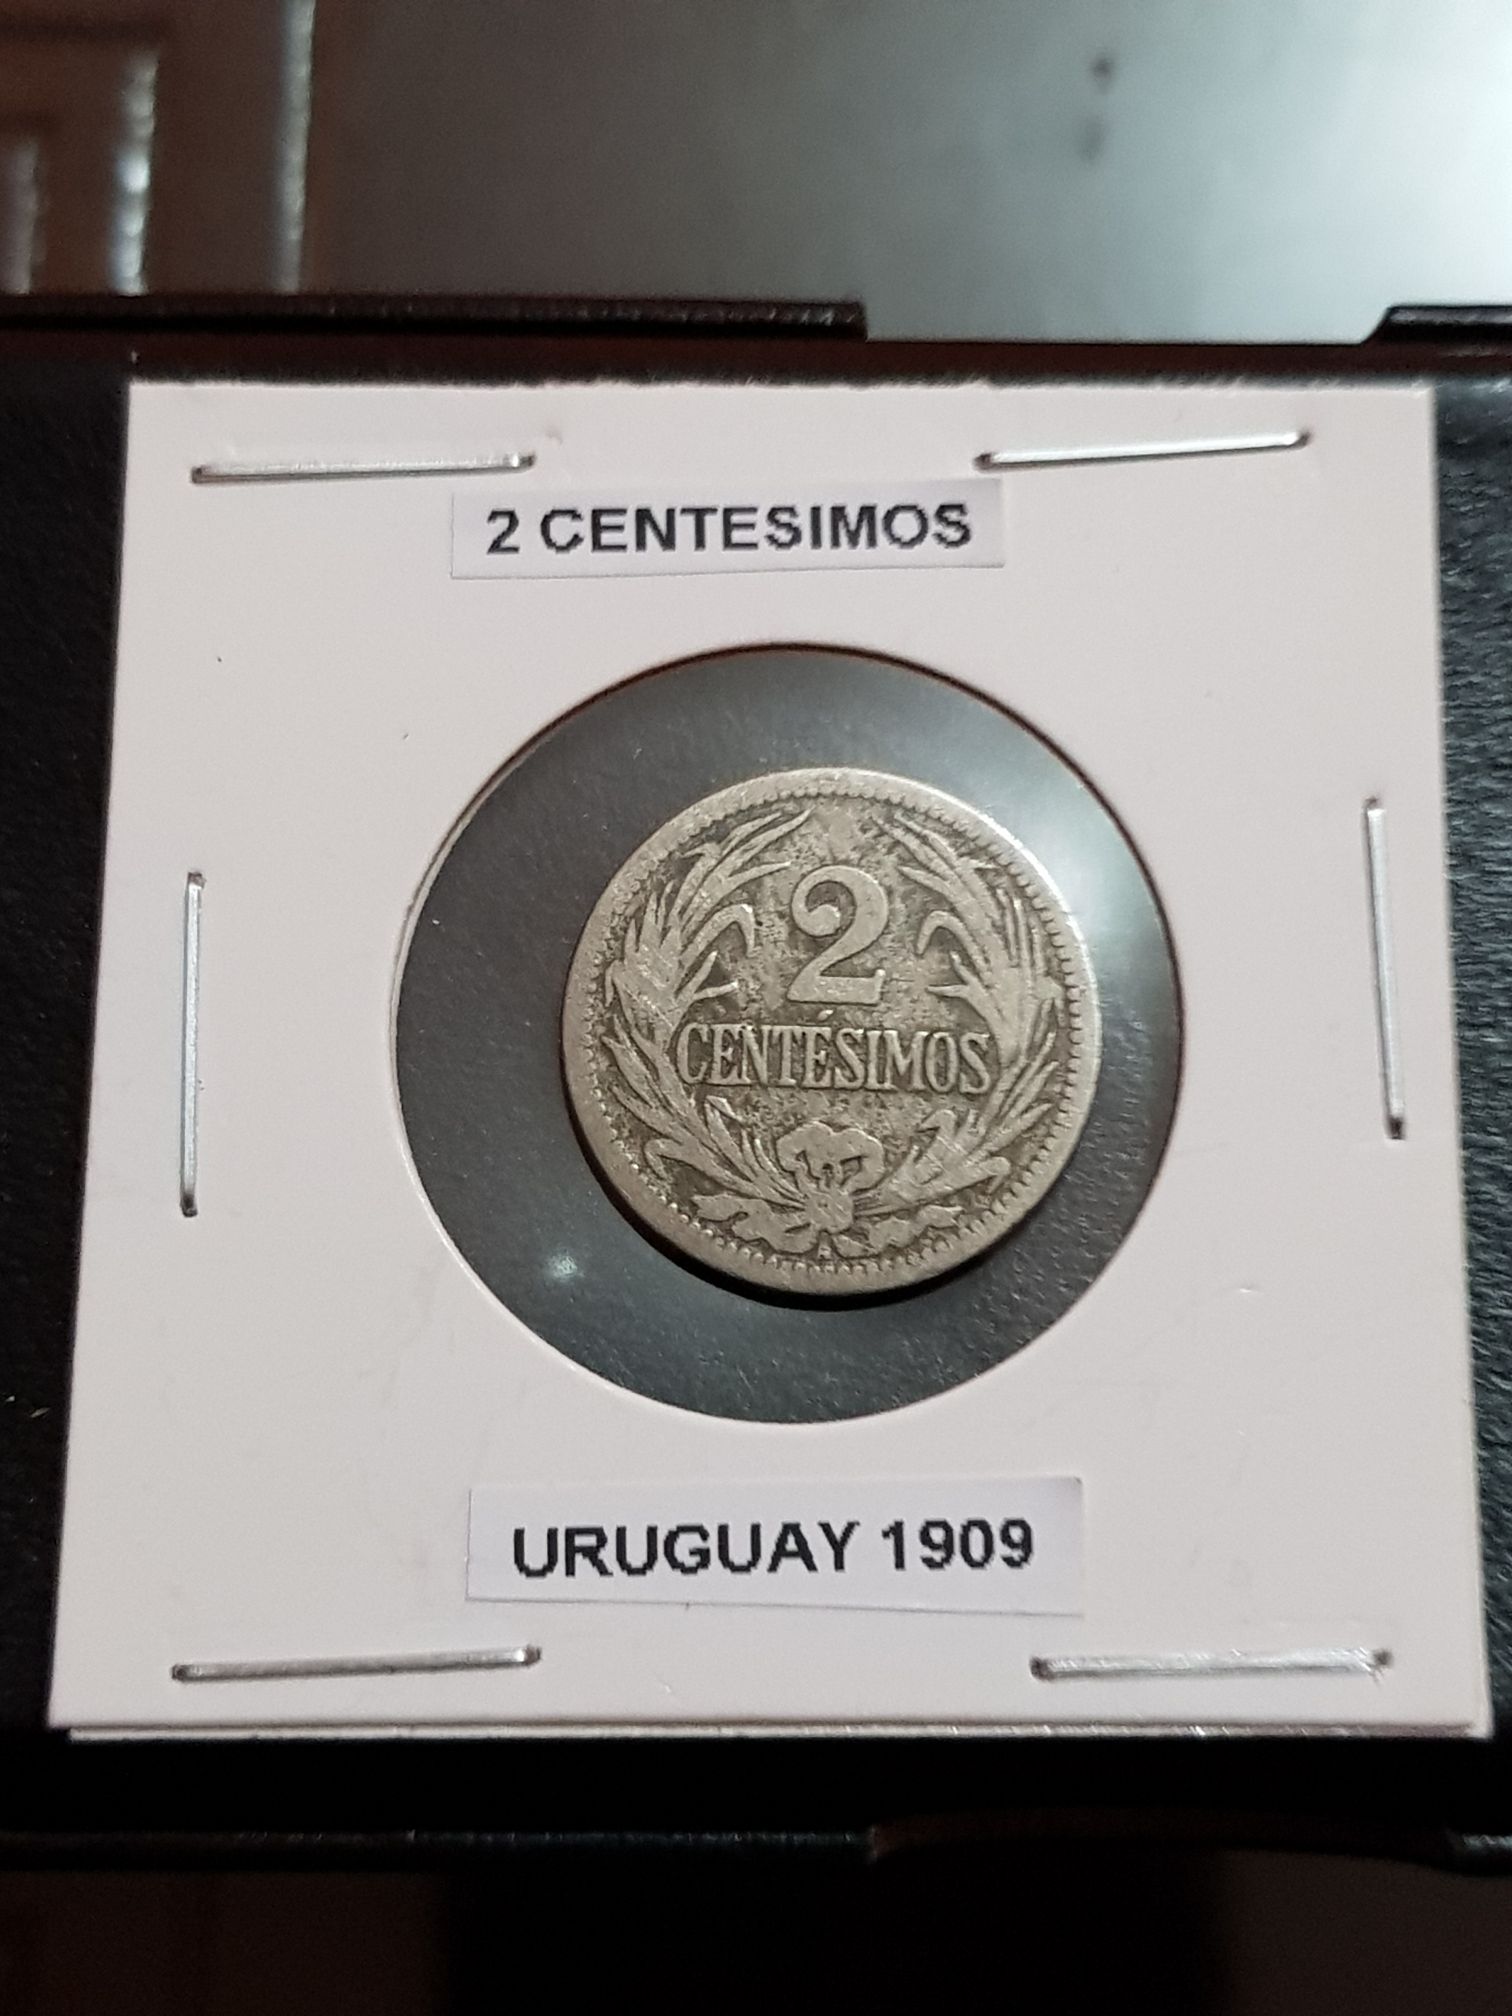 2 CENTESIMOS
2
CENTÉSIMOS
A
URUGUAY 1909